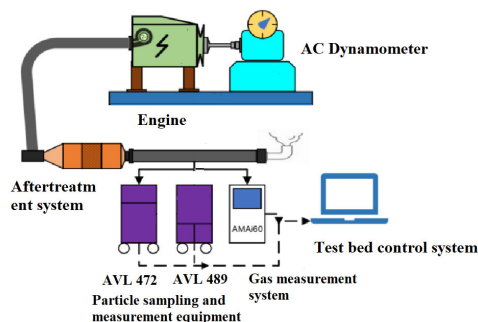 AC Dynamometer
Engine
Aftertreatm
ent system
AMAi60
Test bed control system
AVL 472
AVL 489
Gas measurement
system
Particle sampling and
measurement equipment